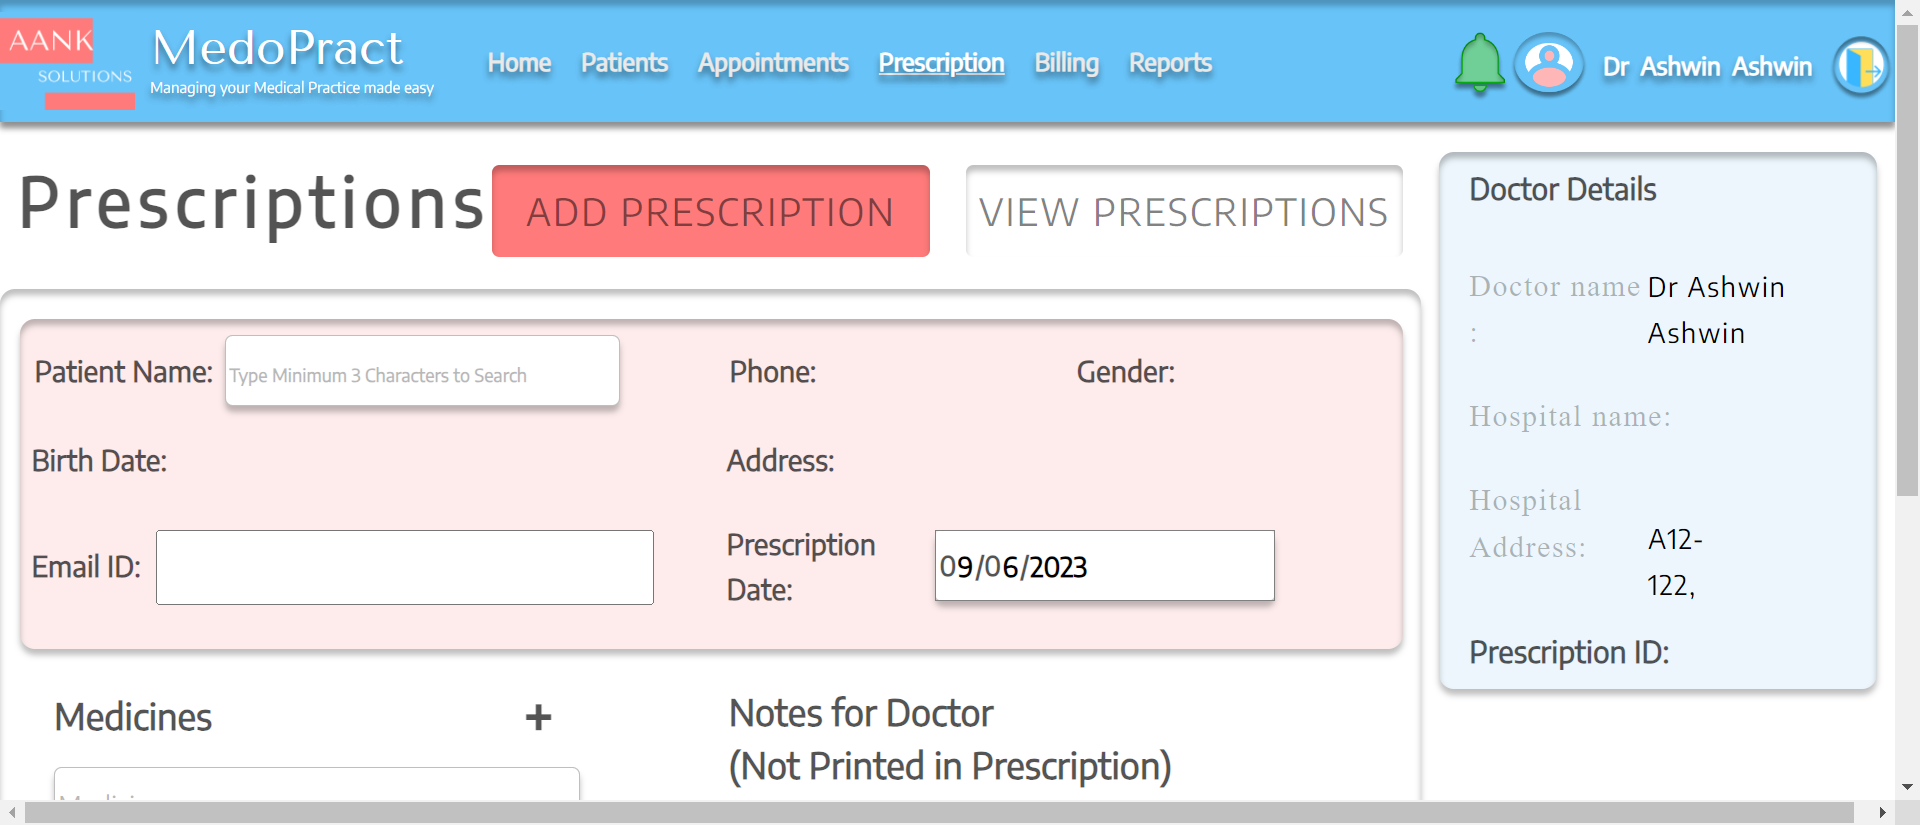 AANK
SOLUTIONS
MedoPract
Managing your Medical Practice made easy
Home Patients Appointments Prescription Billing Reports
Dr Ashwin Ashwin
Prescriptions
ADD PRESCRIPTION
VIEW PRESCRIPTIONS
Patient Name: Type Minimum 3 Characters to Search
Phone:
Gender:
Birth Date:
Address:
Email ID:
Prescription
Date:
09/06/2023
Medicines +
Notes for Doctor
(Not Printed in Prescription)
Doctor Details
Doctor name Dr Ashwin
: Ashwin
Hospital name:
Hospital
Address: A12-
122,
Prescription ID: